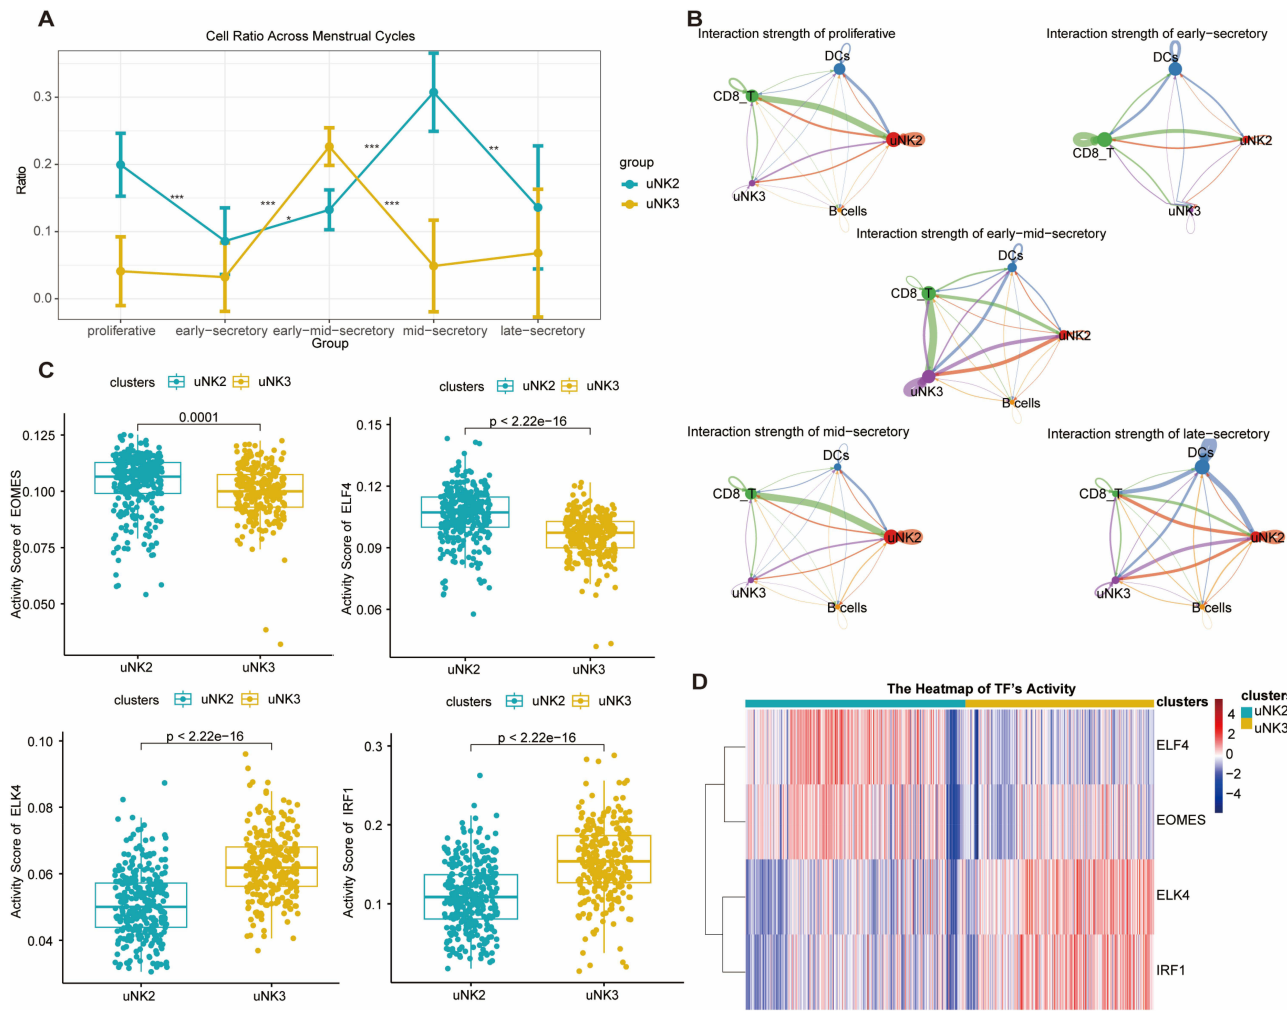 A
Cell Ratio Across Menstrual Cycles
Ratio
0.3
0.2
0.1
0.0
***
***
*
***
***
**
proliferative
early−secretory
early−mid−secretory
mid−secretory
late−secretory
Group
group
uNK2
uNK3
B
Interaction strength of proliferative
DCs
CD8_T
uNK2
uNK3
B cells
Interaction strength of early−secretory
DCs
CD8_T
uNK2
uNK3
Interaction strength of early−mid−secretory
DCs
CD8_T
uNK2
uNK3
B cells
Interaction strength of mid−secretory
DCs
CD8_T
uNK2
uNK3
B cells
Interaction strength of late−secretory
DCs
CD8_T
uNK2
uNK3
B cells
C
clusters uNK2 uNK3
Activity Score of EOMES
0.125
0.100
0.075
0.050
0.0001
uNK2 uNK3
clusters uNK2 uNK3
Activity Score of ELF4
0.15
0.12
0.09
0.06
p < 2.22e−16
uNK2 uNK3
clusters uNK2 uNK3
Activity Score of ELK4
0.10
0.08
0.06
0.04
p < 2.22e−16
uNK2 uNK3
clusters uNK2 uNK3
Activity Score of IRF1
0.3
0.2
0.1
p < 2.22e−16
uNK2 uNK3
D
The Heatmap of TF's Activity
clusters
ELF4
EOMES
ELK4
IRF1
4
2
0
−2
−4
clusters
uNK2
uNK3